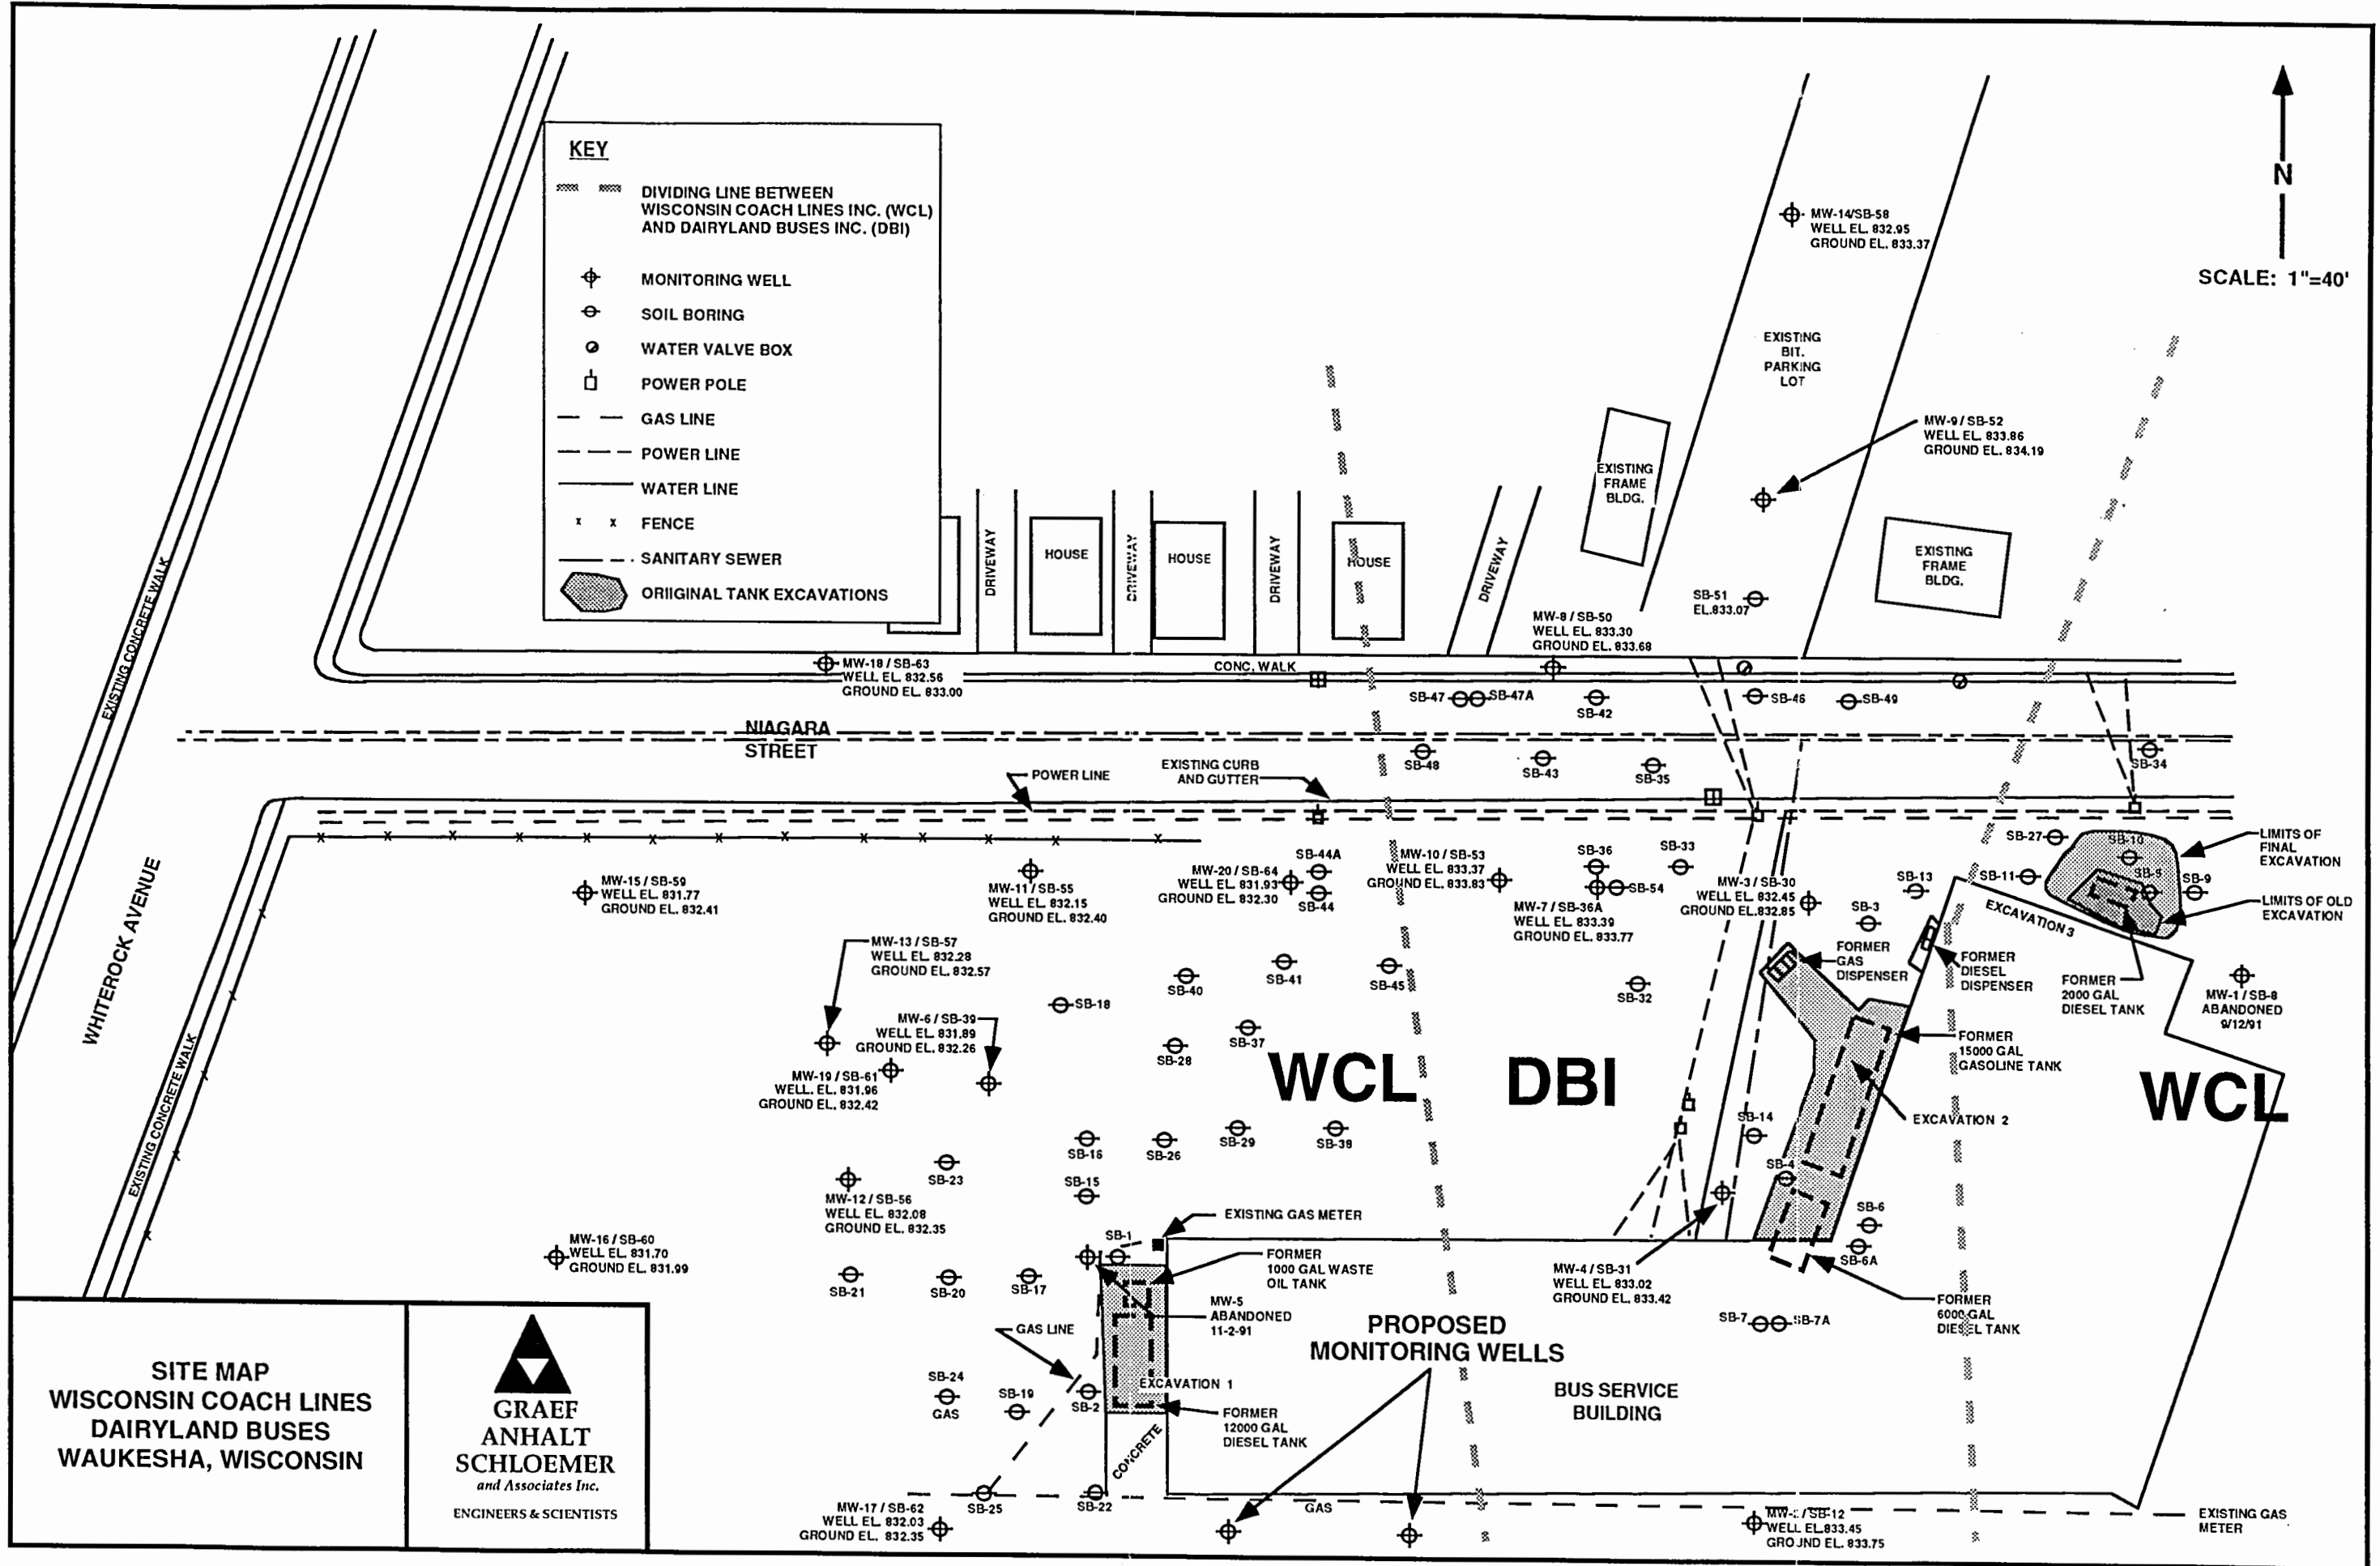 KEY
DIVIDING LINE BETWEEN
WISCONSIN COACH LINES INC. (WCL)
AND DAIRYLAND BUSES INC. (DBI)
MONITORING WELL
SOIL BORING
WATER VALVE BOX
POWER POLE
GAS LINE
POWER LINE
WATER LINE
x x FENCE
SANITARY SEWER
ORIIGINAL TANK EXCAVATIONS
N
SCALE: 1"=40'
MW-14/SB-58
WELL EL. 832.95
GROUND EL. 833.37
EXISTING
BIT.
PARKING
LOT
MW-9/SB-52
WELL EL. 833.86
GROUND EL. 834.19
EXISTING
FRAME
BLDG.
EXISTING
FRAME
BLDG.
DRIVEWAY
HOUSE
DRIVEWAY
HOUSE
DRIVEWAY
HOUSE
DRIVEWAY
SB-51
EL.833.07
MW-8 / SB-50
WELL EL. 833.30
GROUND EL. 833.68
EXISTING CONCRETE WALK
MW-18 / SB-63
WELL EL. 832.56
GROUND EL. 833.00
CONC. WALK
SB-47
SB-47A
SB-42
SB-46
SB-49
NIAGARA
STREET
SB-48
SB-43
SB-35
SB-34
POWER LINE
EXISTING CURB
AND GUTTER
WHITEROCK AVENUE
MW-15 / SB-59
WELL EL. 831.77
GROUND EL. 832.41
MW-11 / SB-55
WELL EL. 832.15
GROUND EL. 832.40
MW-20 / SB-64
WELL EL. 831.93
GROUND EL. 832.30
SB-44A
SB-44
MW-10 / SB-53
WELL EL. 833.37
GROUND EL. 833.83
SB-36
SB-54
MW-7 / SB-36A
WELL EL. 833.39
GROUND EL. 833.77
SB-33
MW-3 / SB-30
WELL EL. 832.45
GROUND EL. 832.85
SB-13
SB-3
SB-27
SB-11
SB-10
SB-9
LIMITS OF
FINAL
EXCAVATION
LIMITS OF OLD
EXCAVATION
EXCAVATION 3
FORMER
GAS
DISPENSER
FORMER
DIESEL
DISPENSER
FORMER
2000 GAL
DIESEL TANK
MW-1 / SB-8
ABANDONED
9/12/91
MW-13 / SB-57
WELL EL. 832.28
GROUND EL. 832.57
MW-6 / SB-39
WELL EL. 831.89
GROUND EL. 832.26
MW-19 / SB-61
WELL. EL. 831.96
GROUND EL. 832.42
SB-18
SB-40
SB-41
SB-45
SB-32
SB-28
SB-37
WCL
DBI
WCL
FORMER
15000 GAL
GASOLINE TANK
EXCAVATION 2
SB-14
SB-4
SB-6
SB-6A
EXISTING CONCRETE WALK
SB-16
SB-26
SB-29
SB-38
SB-23
SB-15
MW-12 / SB-56
WELL EL. 832.08
GROUND EL. 832.35
MW-16 / SB-60
WELL EL. 831.70
GROUND EL. 831.99
EXISTING GAS METER
SB-1
FORMER
1000 GAL WASTE
OIL TANK
SB-21
SB-20
SB-17
MW-5
ABANDONED
11-2-91
GAS LINE
MW-4 / SB-31
WELL EL. 833.02
GROUND EL. 833.42
SB-7
SB-7A
FORMER
6000 GAL
DIESEL TANK
PROPOSED
MONITORING WELLS
BUS SERVICE
BUILDING
SB-24
GAS
SB-19
SB-2
EXCAVATION 1
FORMER
12000 GAL
DIESEL TANK
CONCRETE
SB-25
SB-22
GAS
MW-17 / SB-62
WELL EL. 832.03
GROUND EL. 832.35
/ SB-12
WELL EL.833.45
GROUND EL. 833.75
EXISTING GAS
METER
SITE MAP
WISCONSIN COACH LINES
DAIRYLAND BUSES
WAUKESHA, WISCONSIN
GRAEF
ANHALT
SCHLOEMER
and Associates Inc.
ENGINEERS & SCIENTISTS